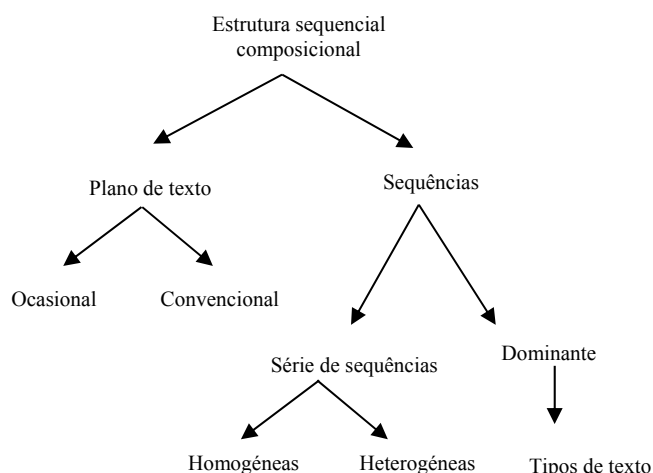 Estrutura sequencial
composicional
Plano de texto
Sequências
Ocasional
Convencional
Série de sequências
Dominante
Homogéneas
Heterogéneas
Tipos de texto